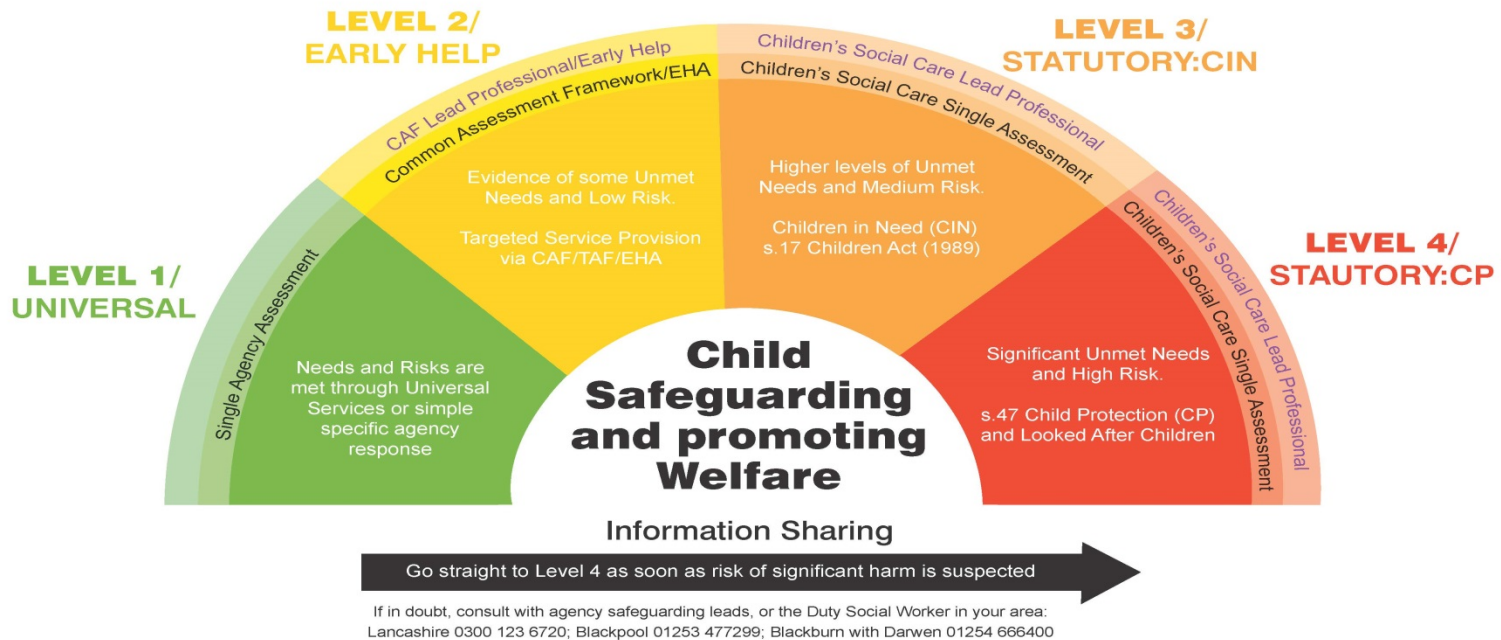 LEVEL 1/
UNIVERSAL
Single Agency Assessment
Needs and Risks are
met through Universal
Services or simple
specific agency
response
LEVEL 2/
EARLY HELP
CAF Lead Professional/Early Help
Common Assessment Framework/EHA
Evidence of some Unmet
Needs and Low Risk.
Targeted Service Provision
via CAF/TAF/EHA
LEVEL 3/
STATUTORY:CIN
Children's Social Care Lead Professional
Children's Social Care Single Assessment
Higher levels of Unmet
Needs and Medium Risk.
Children in Need (CIN)
s.17 Children Act (1989)
LEVEL 4/
STAUTORY:CP
Children's Social Care Lead Professional
Children's Social Care Single Assessment
Significant Unmet Needs
and High Risk.
s.47 Child Protection (CP)
and Looked After Children
Child
Safeguarding
and promoting
Welfare
Information Sharing
Go straight to Level 4 as soon as risk of significant harm is suspected
If in doubt, consult with agency safeguarding leads, or the Duty Social Worker in your area:
Lancashire 0300 123 6720; Blackpool 01253 477299; Blackburn with Darwen 01254 666400